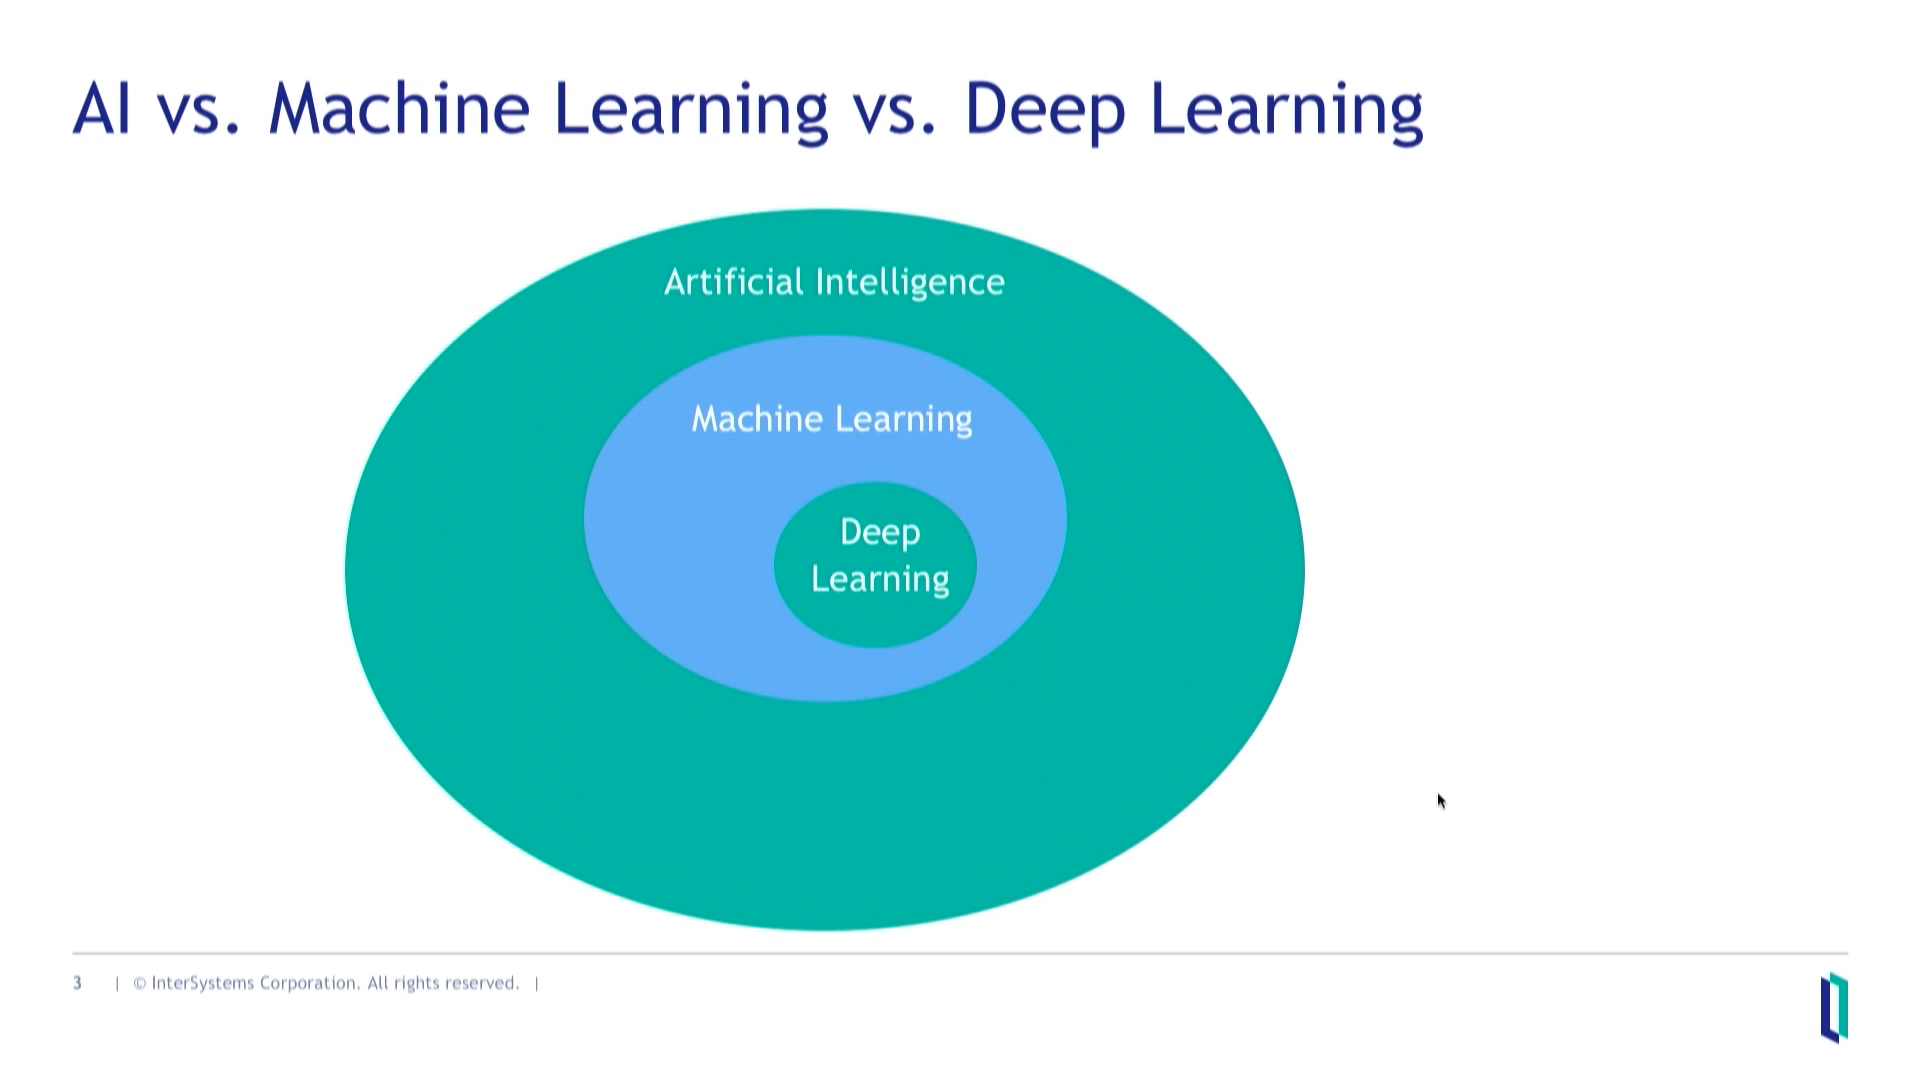 AI vs. Machine Learning vs. Deep Learning
Artificial Intelligence
Machine Learning
Deep
Learning
3 | © InterSystems Corporation. All rights reserved. |